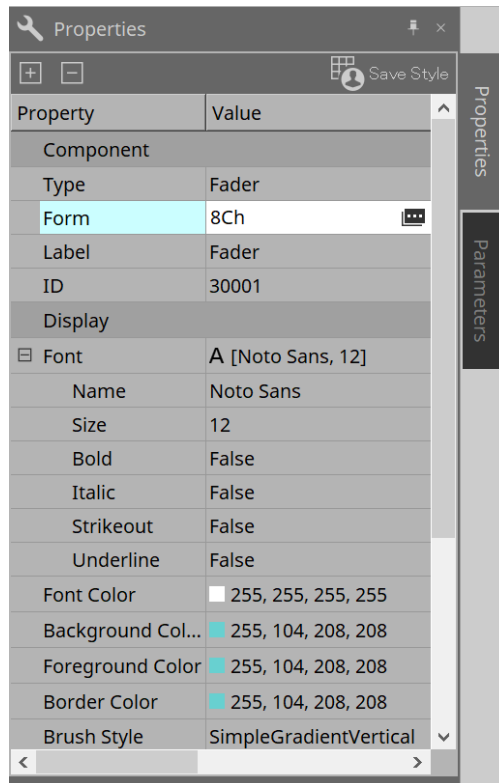 Properties
Save Style
Property Value
Component
Type Fader
Form 8Ch
Label Fader
ID 30001
Display
Font A [Noto Sans, 12]
Name Noto Sans
Size 12
Bold False
Italic False
Strikeout False
Underline False
Font Color 255, 255, 255, 255
Background Col... 255, 104, 208, 208
Foreground Color 255, 104, 208, 208
Border Color 255, 104, 208, 208
Brush Style SimpleGradientVertical
Properties
Parameters